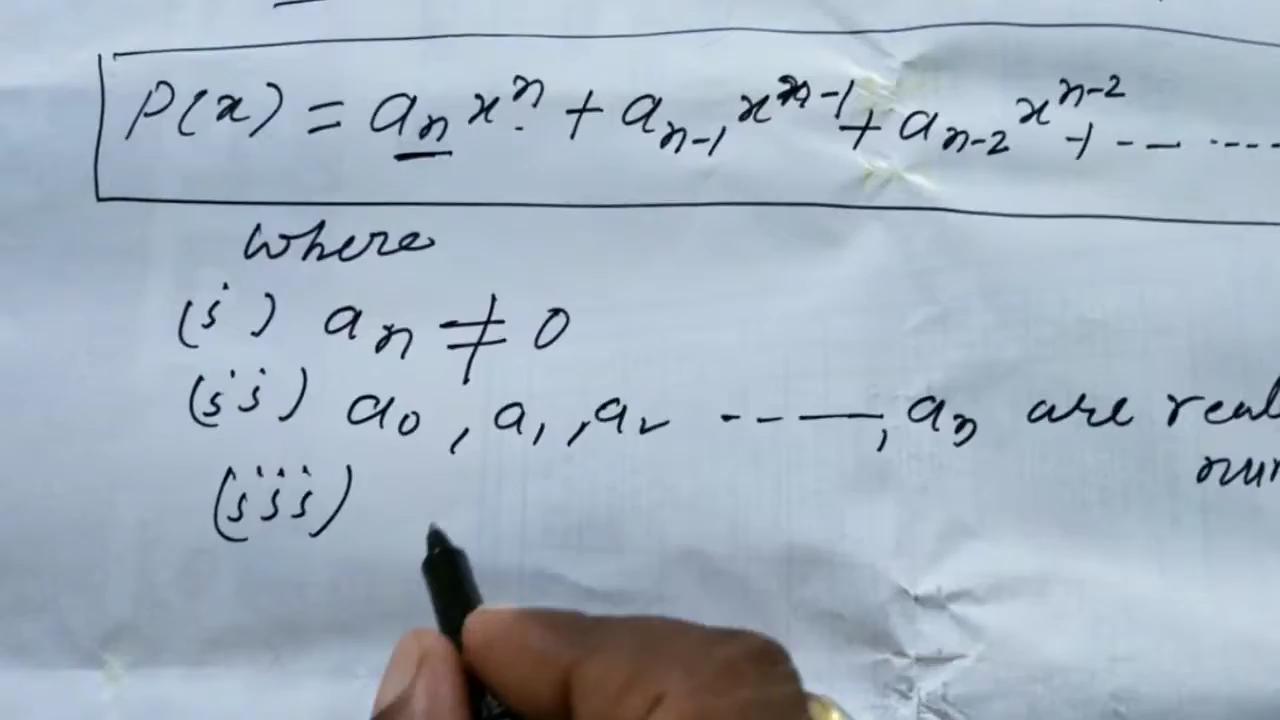 P(x) = aₙxⁿ + aₙ₋₁xⁿ⁻¹ + aₙ₋₂xⁿ⁻² + -- ----
where
(i) aₙ ≠ 0
(ii) a₀, a₁, a₂ -----, aₙ are real
(iii)